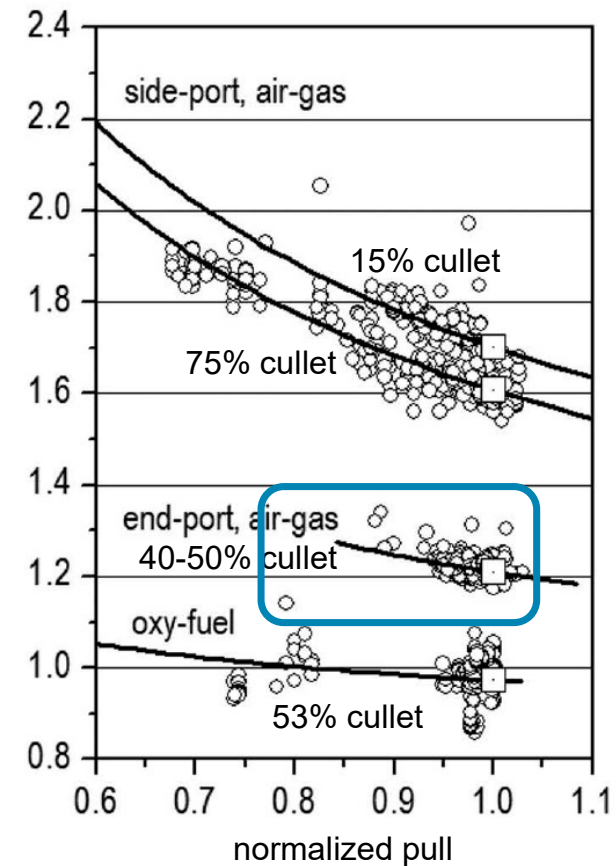 2.4
side-port, air-gas
2.2
2.0
15% cullet
1.8
75% cullet
1.6
1.4
end-port, air-gas
40-50% cullet
1.2
oxy-fuel
1.0
53% cullet
0.8
0.6 0.7 0.8 0.9 1.0 1.1
normalized pull